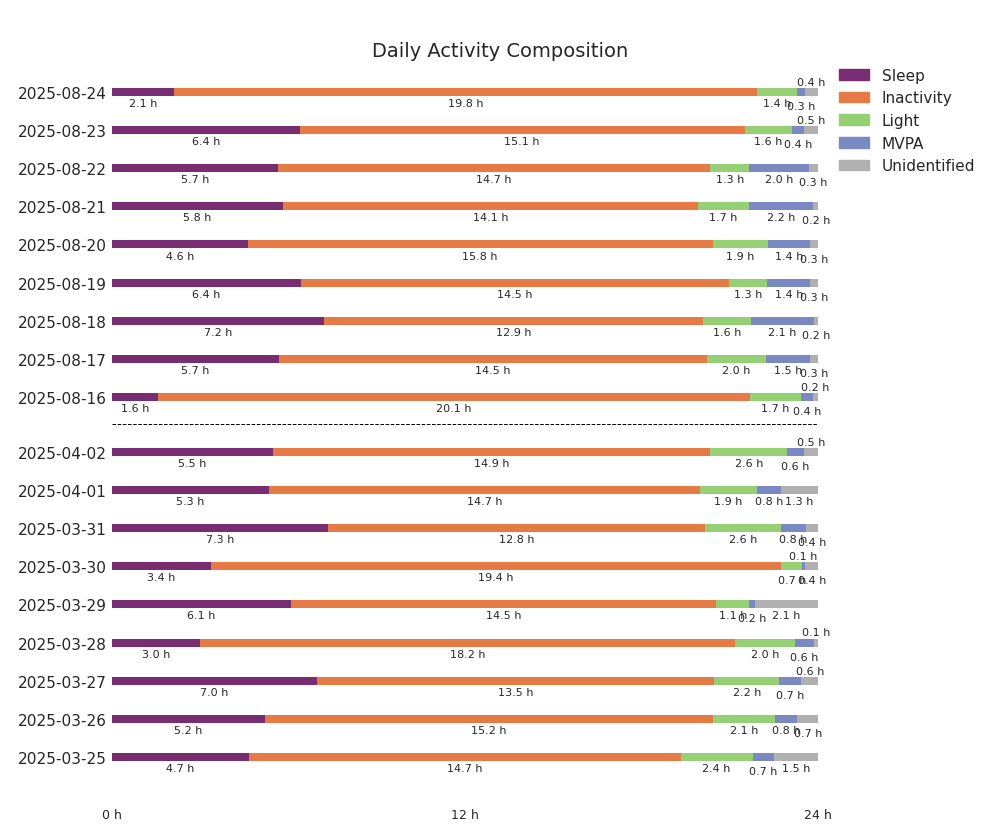 Daily Activity Composition
Sleep
Inactivity
Light
MVPA
Unidentified
2025-08-24 2.1 h 19.8 h 1.4 h 0.3 h 0.4 h
2025-08-23 6.4 h 15.1 h 1.6 h 0.4 h 0.5 h
2025-08-22 5.7 h 14.7 h 1.3 h 2.0 h 0.3 h
2025-08-21 5.8 h 14.1 h 1.7 h 2.2 h 0.2 h
2025-08-20 4.6 h 15.8 h 1.9 h 1.4 h 0.3 h
2025-08-19 6.4 h 14.5 h 1.3 h 1.4 h 0.3 h
2025-08-18 7.2 h 12.9 h 1.6 h 2.1 h 0.2 h
2025-08-17 5.7 h 14.5 h 2.0 h 1.5 h 0.3 h
2025-08-16 1.6 h 20.1 h 1.7 h 0.4 h 0.2 h
2025-04-02 5.5 h 14.9 h 2.6 h 0.6 h 0.5 h
2025-04-01 5.3 h 14.7 h 1.9 h 0.8 h 1.3 h
2025-03-31 7.3 h 12.8 h 2.6 h 0.8 h 0.4 h
2025-03-30 3.4 h 19.4 h 0.7 h 0.1 h 0.4 h
2025-03-29 6.1 h 14.5 h 1.1 h 0.2 h 2.1 h
2025-03-28 3.0 h 18.2 h 2.0 h 0.6 h 0.1 h
2025-03-27 7.0 h 13.5 h 2.2 h 0.7 h 0.6 h
2025-03-26 5.2 h 15.2 h 2.1 h 0.8 h 0.7 h
2025-03-25 4.7 h 14.7 h 2.4 h 0.7 h 1.5 h
0 h 12 h 24 h